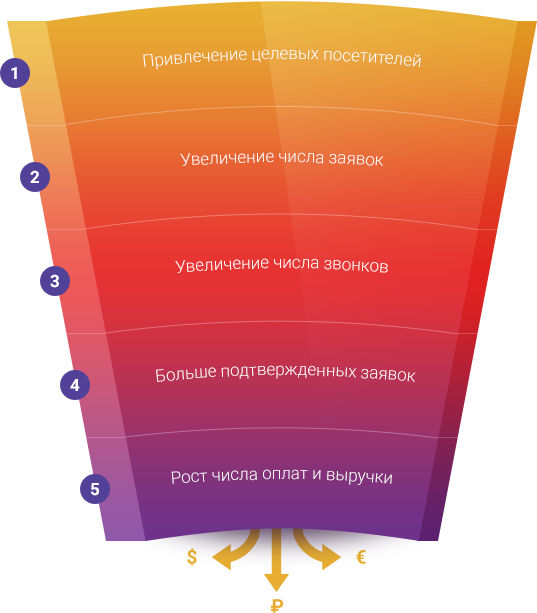 1
Привлечение целевых посетителей
2
Увеличение числа заявок
3
Увеличение числа звонков
4
Больше подтвержденных заявок
5
Рост числа оплат и выручки
$ €
₽